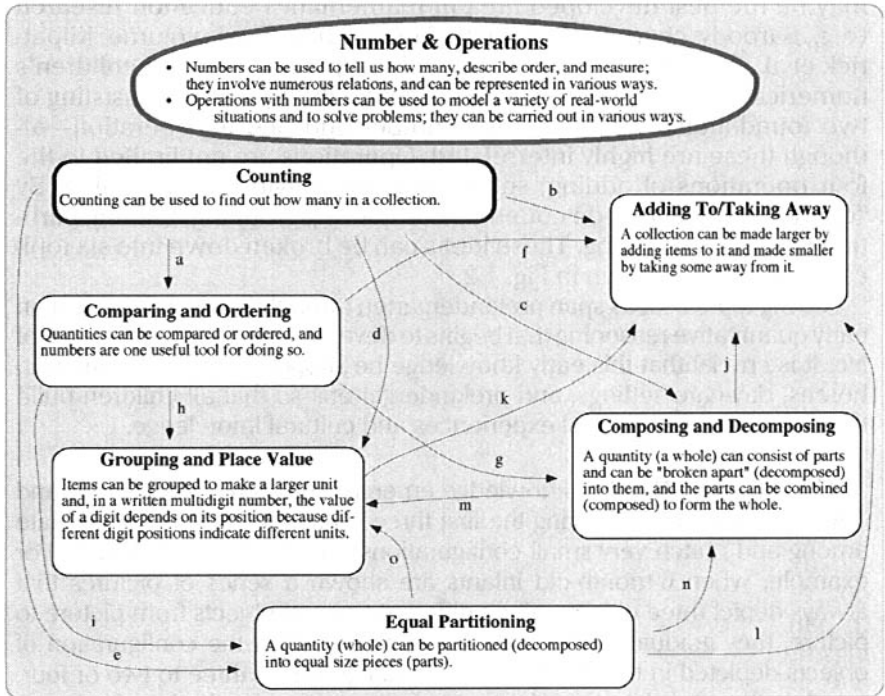 Number & Operations
• Numbers can be used to tell us how many, describe order, and measure;
they involve numerous relations, and can be represented in various ways.
• Operations with numbers can be used to model a variety of real-world
situations and to solve problems; they can be carried out in various ways.
Counting
Counting can be used to find out how many in a collection.
b
Adding To/Taking Away
A collection can be made larger by
adding items to it and made smaller
by taking some away from it.
f
a
c
d
Comparing and Ordering
Quantities can be compared or ordered, and
numbers are one useful tool for doing so.
j
h
k
Composing and Decomposing
A quantity (a whole) can consist of parts
and can be "broken apart" (decomposed)
into them, and the parts can be combined
(composed) to form the whole.
Grouping and Place Value
Items can be grouped to make a larger unit
and, in a written multidigit number, the value
of a digit depends on its position because dif-
ferent digit positions indicate different units.
g
m
o
n
i
e
l
Equal Partitioning
A quantity (whole) can be partitioned (decomposed)
into equal size pieces (parts).